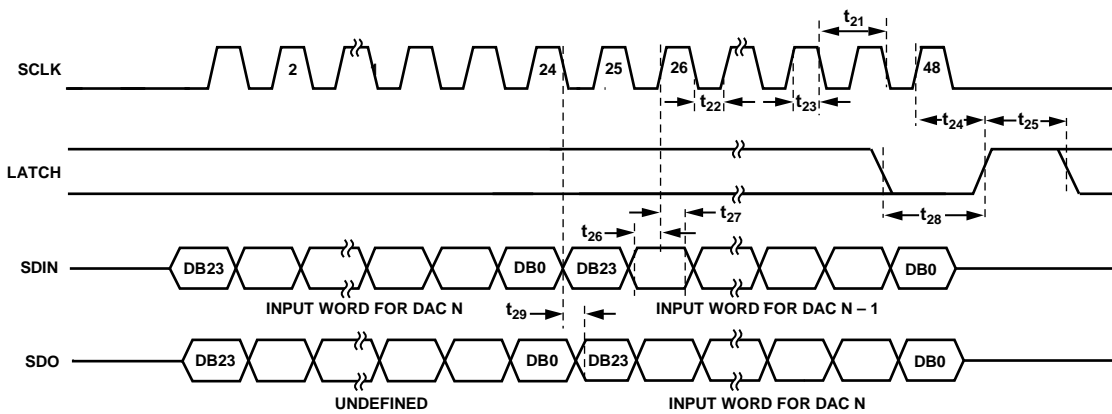 t21
SCLK
2
24
25
26
48
t22
t23
t24
t25
LATCH
t28
t27
t26
SDIN
DB23
DB0
DB23
DB0
INPUT WORD FOR DAC N
INPUT WORD FOR DAC N – 1
t29
SDO
DB23
DB0
DB23
DB0
UNDEFINED
INPUT WORD FOR DAC N